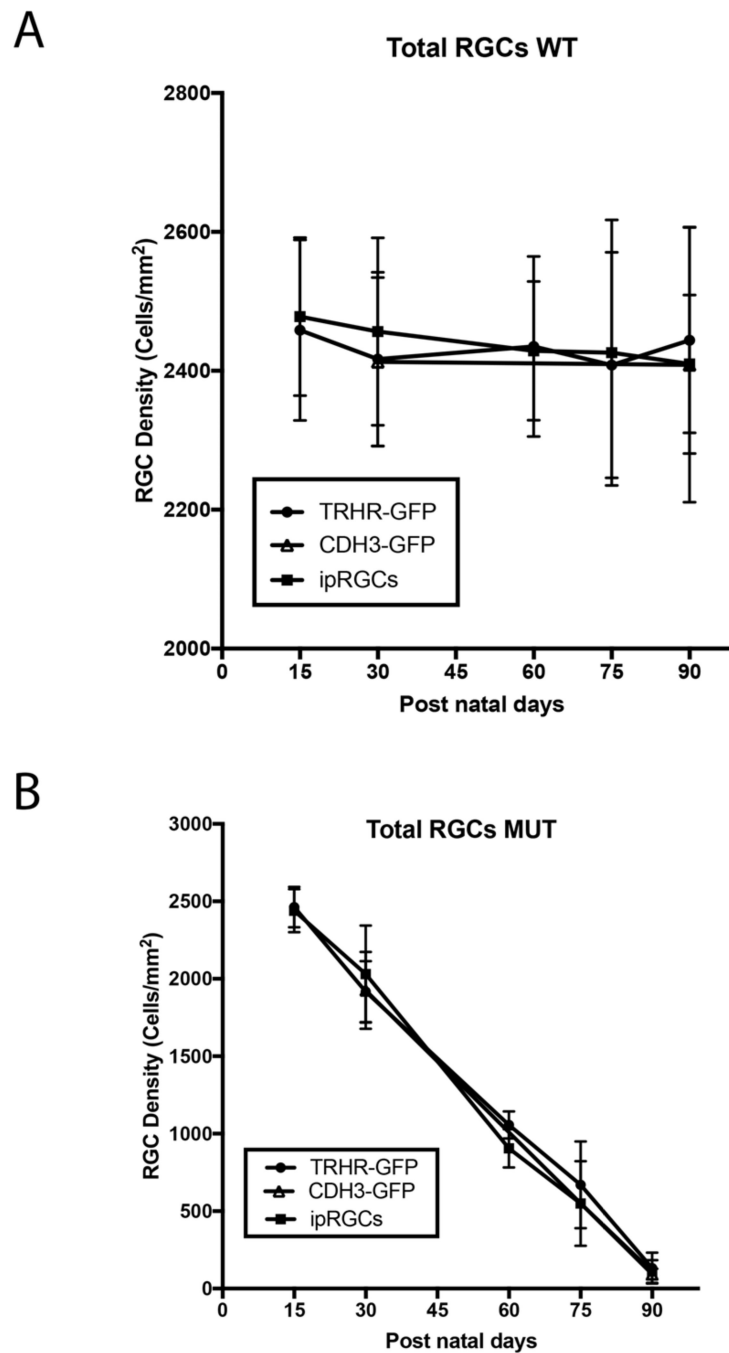 A
Total RGCs WT
2800
2600
2400
2200
2000
RGC Density (Cells/mm²)
TRHR-GFP
CDH3-GFP
ipRGCs
0 15 30 45 60 75 90
Post natal days
B
Total RGCs MUT
3000
2500
2000
1500
1000
500
0
RGC Density (Cells/mm²)
TRHR-GFP
CDH3-GFP
ipRGCs
0 15 30 45 60 75 90
Post natal days